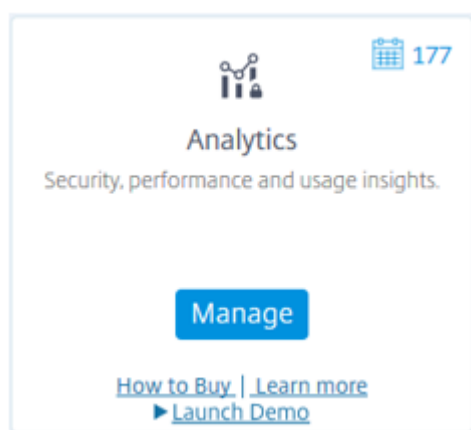 177
Analytics
Security, performance and usage insights.
Manage
How to Buy | Learn more
Launch Demo